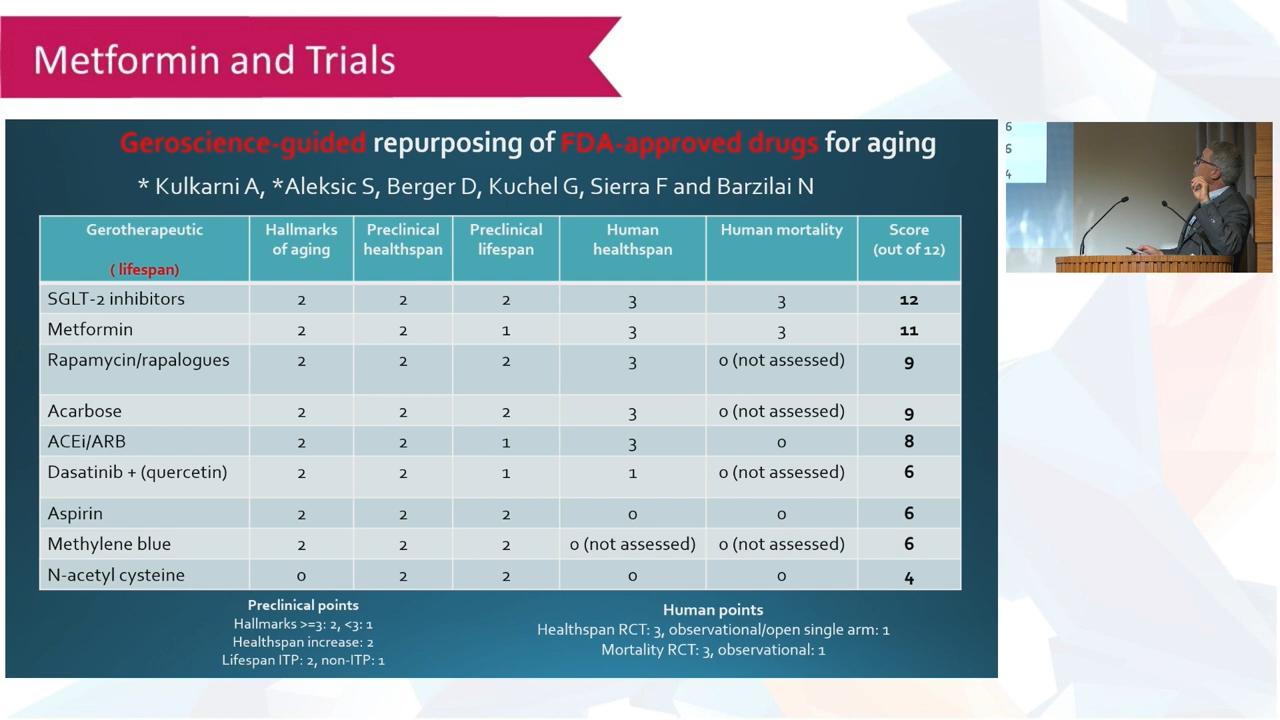 Metformin and Trials
Geroscience-guided repurposing of FDA-approved drugs for aging
* Kulkarni A, *Aleksic S, Berger D, Kuchel G, Sierra F and Barzilai N
Gerotherapeutic ( lifespan) Hallmarks of aging Preclinical healthspan Preclinical lifespan Human healthspan Human mortality Score (out of 12)
SGLT-2 inhibitors 2 2 2 3 3 12
Metformin 2 2 1 3 3 11
Rapamycin/rapalogues 2 2 2 3 0 (not assessed) 9
Acarbose 2 2 2 3 0 (not assessed) 9
ACEi/ARB 2 2 1 3 0 8
Dasatinib + (quercetin) 2 2 1 1 0 (not assessed) 6
Aspirin 2 2 2 0 0 6
Methylene blue 2 2 2 0 (not assessed) 0 (not assessed) 6
N-acetyl cysteine 0 2 2 0 0 4
Preclinical points
Hallmarks >=3: 2, <3: 1
Healthspan increase: 2
Lifespan ITP: 2, non-ITP: 1
Human points
Healthspan RCT: 3, observational/open single arm: 1
Mortality RCT: 3, observational: 1
6
6
4